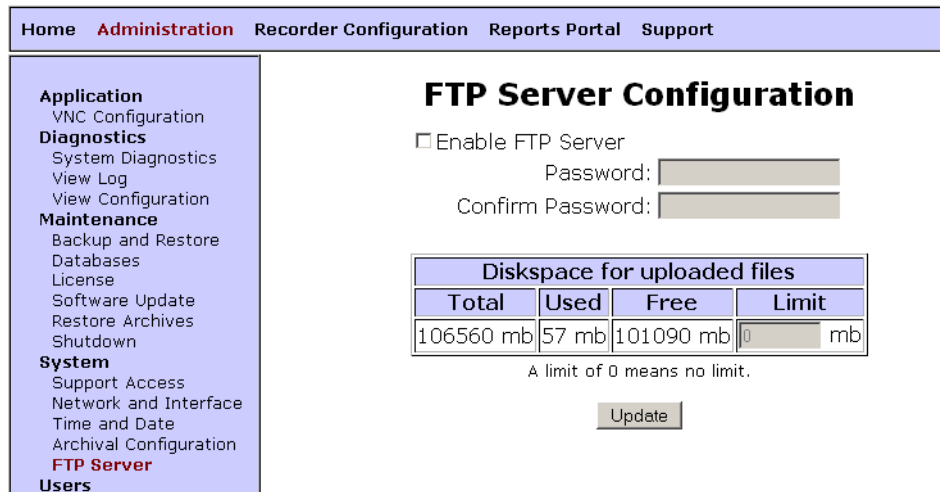 Home Administration Recorder Configuration Reports Portal Support
Application
VNC Configuration
Diagnostics
System Diagnostics
View Log
View Configuration
Maintenance
Backup and Restore
Databases
License
Software Update
Restore Archives
Shutdown
System
Support Access
Network and Interface
Time and Date
Archival Configuration
FTP Server
Users
FTP Server Configuration
Enable FTP Server
Password:
Confirm Password:
Diskspace for uploaded files
Total Used Free Limit
106560 mb 57 mb 101090 mb 0 mb
A limit of 0 means no limit.
Update